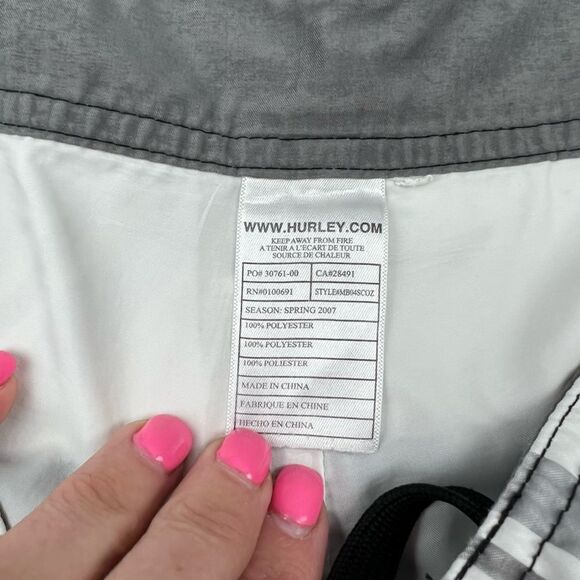 WWW.HURLEY.COM
KEEP AWAY FROM FIRE
A TENIR A L'ECART DE TOUTE
SOURCE DE CHALEUR
PO# 30761-00 CA#28491
RN#0100691 STYLE#MB04SCOZ
SEASON: SPRING 2007
100% POLYESTER
100% POLYESTER
100% POLIESTER
MADE IN CHINA
FABRIQUE EN CHINE
HECHO EN CHINA